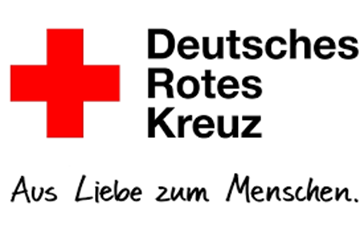 Deutsches
Rotes
Kreuz
Aus Liebe zum Menschen.